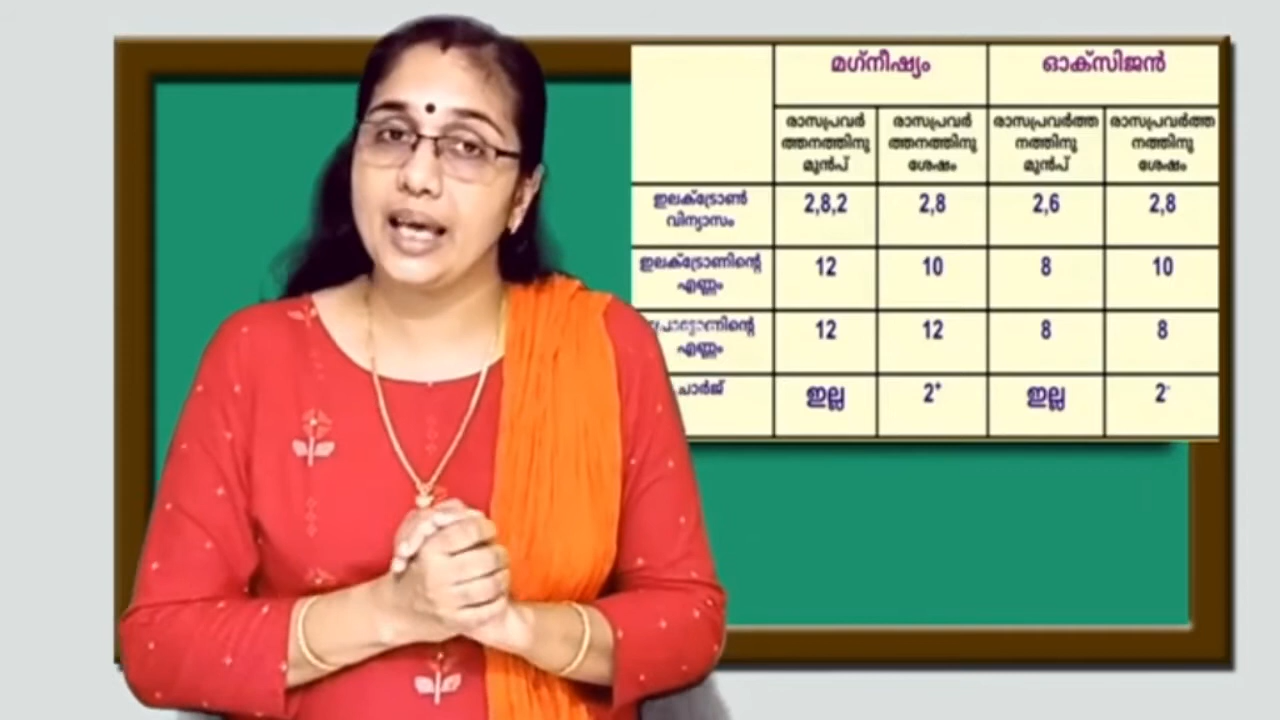 മഗ്നീഷ്യം ഓക്സിജൻ
രാസപ്രവർ രാസപ്രവർ രാസപ്രവർത്ത രാസപ്രവർത്ത
ത്തനത്തിനു ത്തനത്തിനു നത്തിനു നത്തിനു
മുൻപ് ശേഷം മുൻപ് ശേഷം
ഇലക്ട്രോൺ 2,8,2 2,8 2,6 2,8
വിന്യാസം
ഇലക്ട്രോണിന്റെ 12 10 8 10
എണ്ണം
12 12 8 8
എണ്ണം
ചാർജ് ഇല്ല 2⁺ ഇല്ല 2⁻